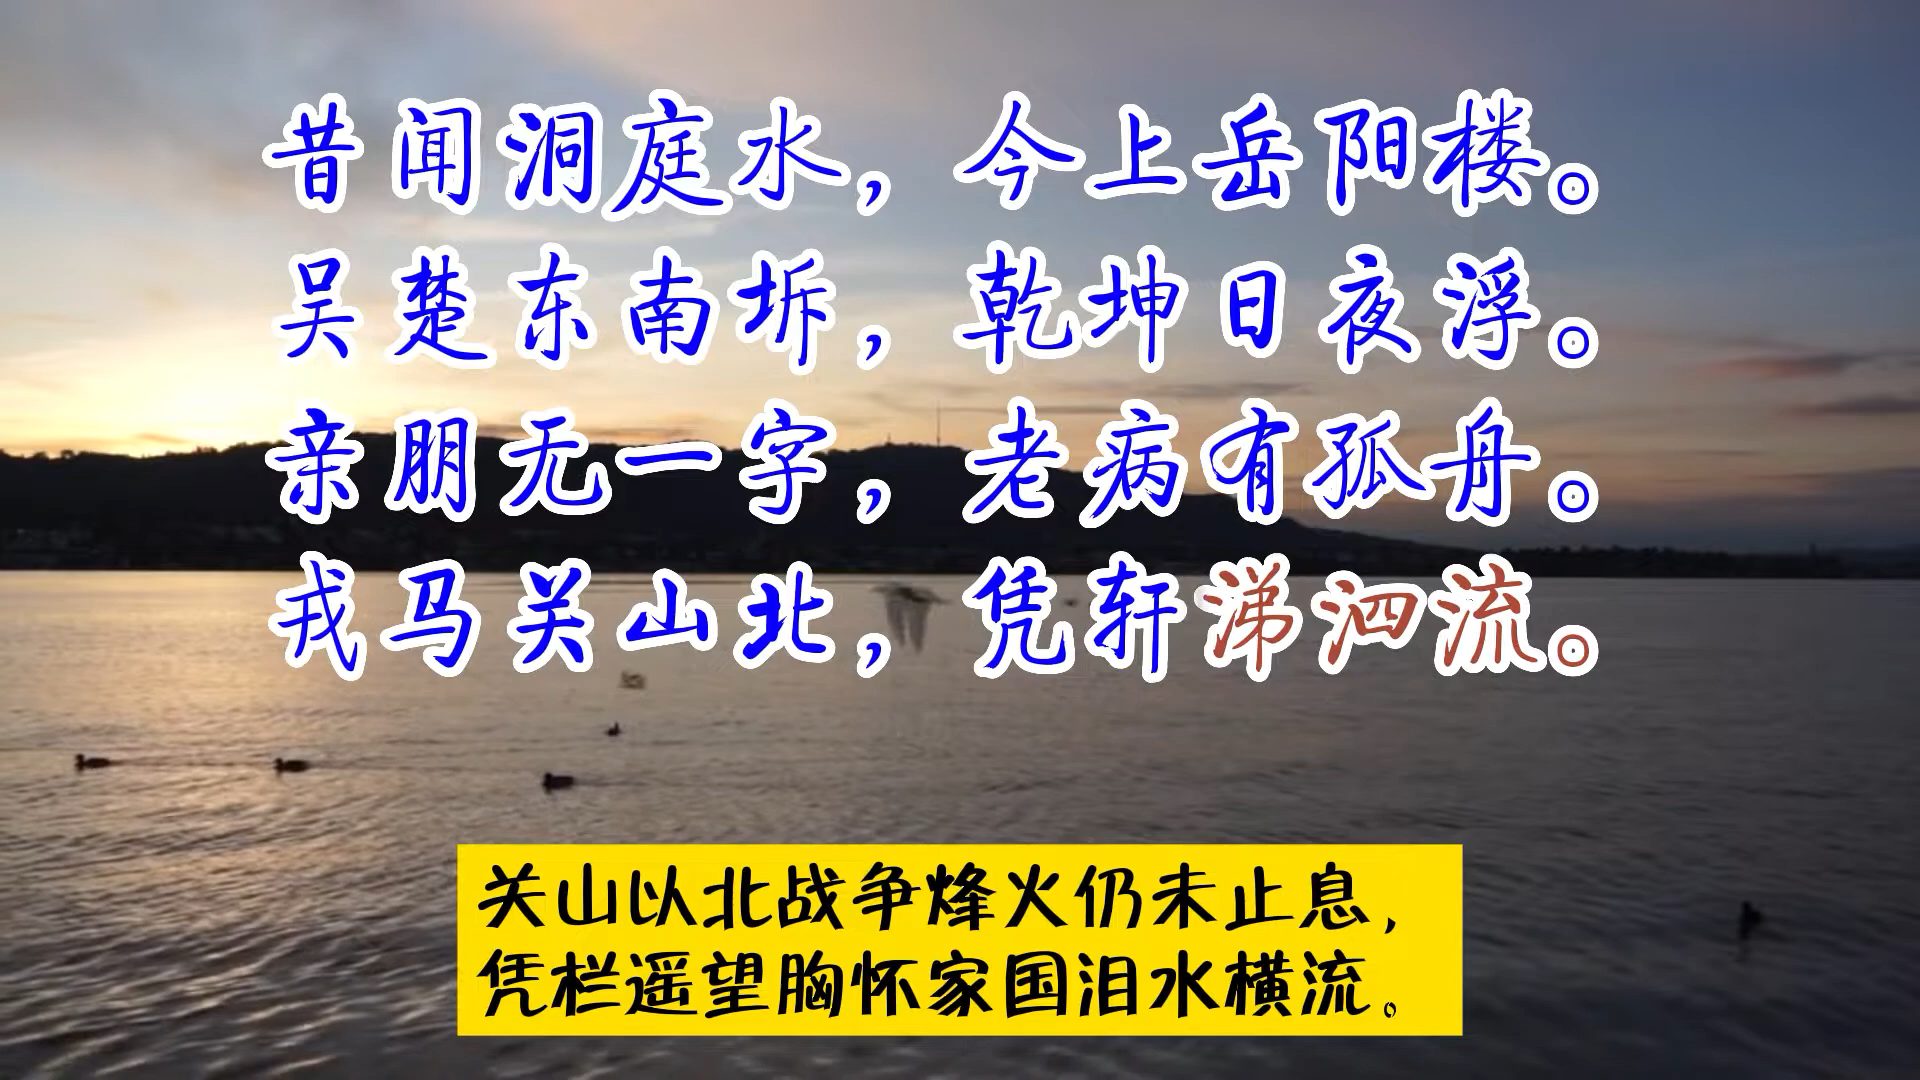 昔闻洞庭水，今上岳阳楼。
吴楚东南坼，乾坤日夜浮。
亲朋无一字，老病有孤舟。
戎马关山北，凭轩涕泗流。
关山以北战争烽火仍未止息，
凭栏遥望胸怀家国泪水横流。